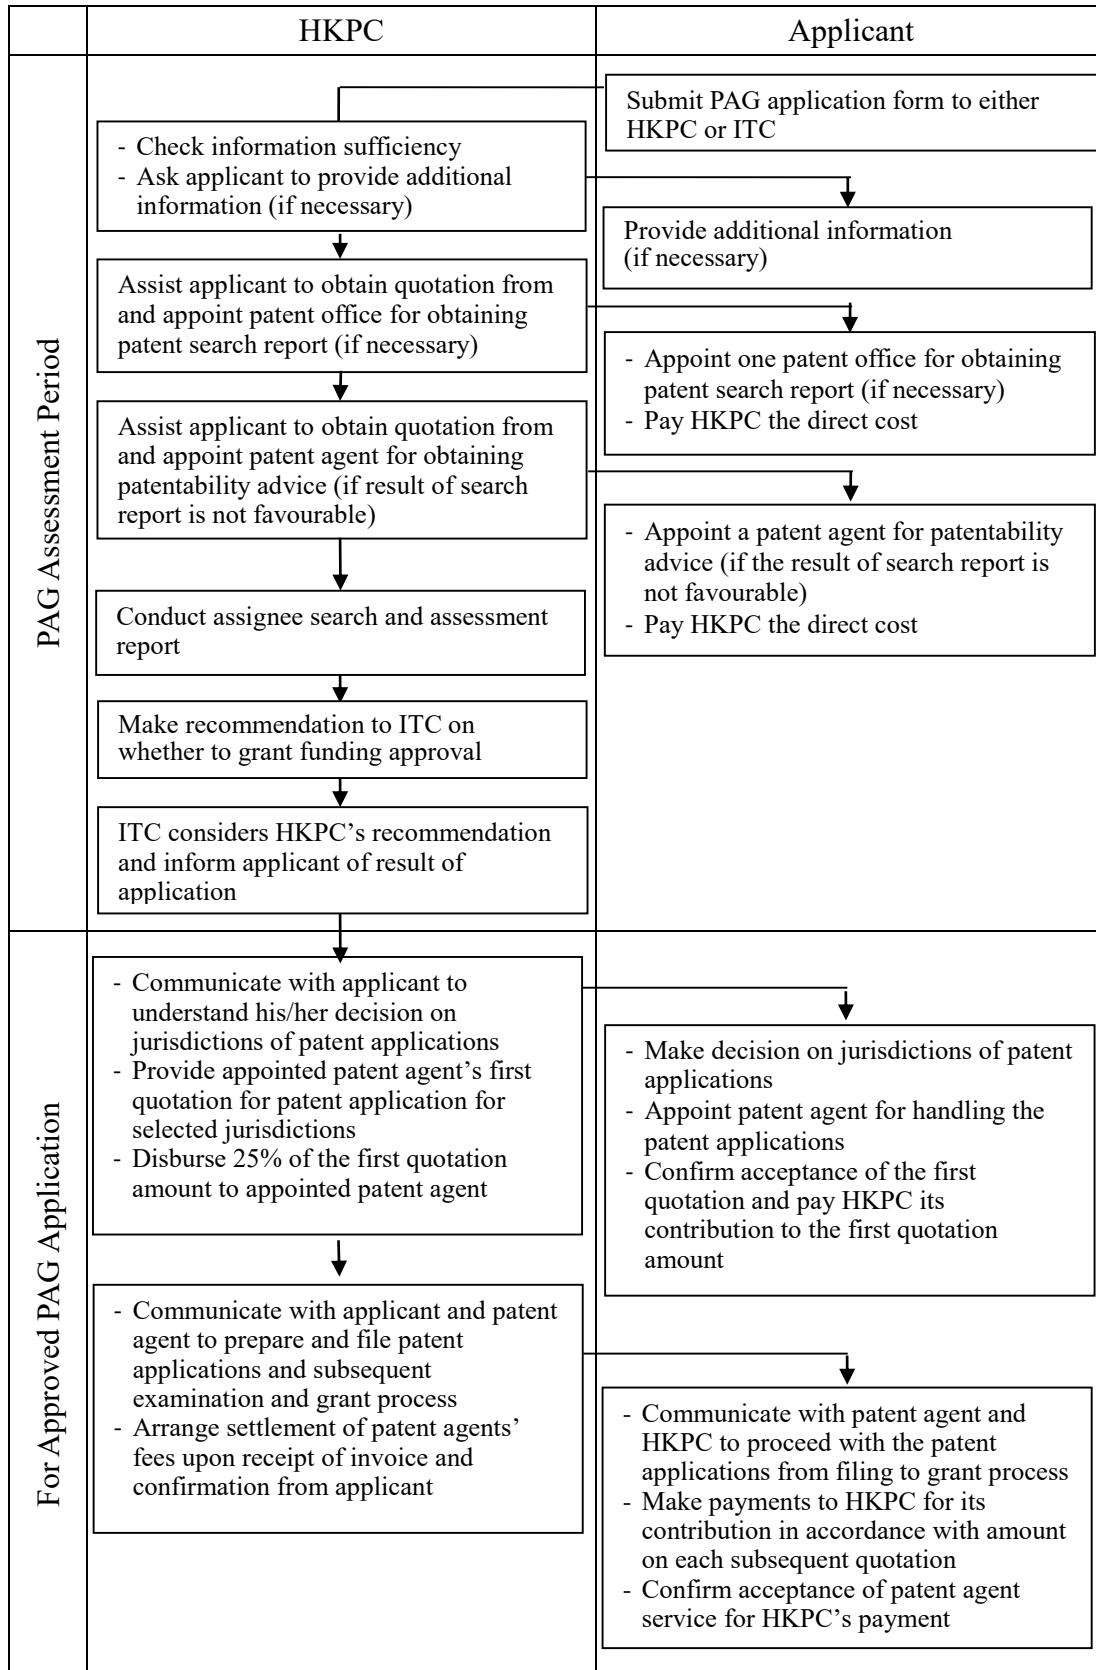 HKPC
Applicant
PAG Assessment Period
Submit PAG application form to either
HKPC or ITC
- Check information sufficiency
- Ask applicant to provide additional
information (if necessary)
Provide additional information
(if necessary)
Assist applicant to obtain quotation from
and appoint patent office for obtaining
patent search report (if necessary)
- Appoint one patent office for obtaining
patent search report (if necessary)
- Pay HKPC the direct cost
Assist applicant to obtain quotation from
and appoint patent agent for obtaining
patentability advice (if result of search
report is not favourable)
- Appoint a patent agent for patentability
advice (if the result of search report is
not favourable)
- Pay HKPC the direct cost
Conduct assignee search and assessment
report
Make recommendation to ITC on
whether to grant funding approval
ITC considers HKPC’s recommendation
and inform applicant of result of
application
For Approved PAG Application
- Communicate with applicant to
understand his/her decision on
jurisdictions of patent applications
- Provide appointed patent agent’s first
quotation for patent application for
selected jurisdictions
- Disburse 25% of the first quotation
amount to appointed patent agent
- Make decision on jurisdictions of patent
applications
- Appoint patent agent for handling the
patent applications
- Confirm acceptance of the first
quotation and pay HKPC its
contribution to the first quotation
amount
- Communicate with applicant and patent
agent to prepare and file patent
applications and subsequent
examination and grant process
- Arrange settlement of patent agents’
fees upon receipt of invoice and
confirmation from applicant
- Communicate with patent agent and
HKPC to proceed with the patent
applications from filing to grant process
- Make payments to HKPC for its
contribution in accordance with amount
on each subsequent quotation
- Confirm acceptance of patent agent
service for HKPC’s payment